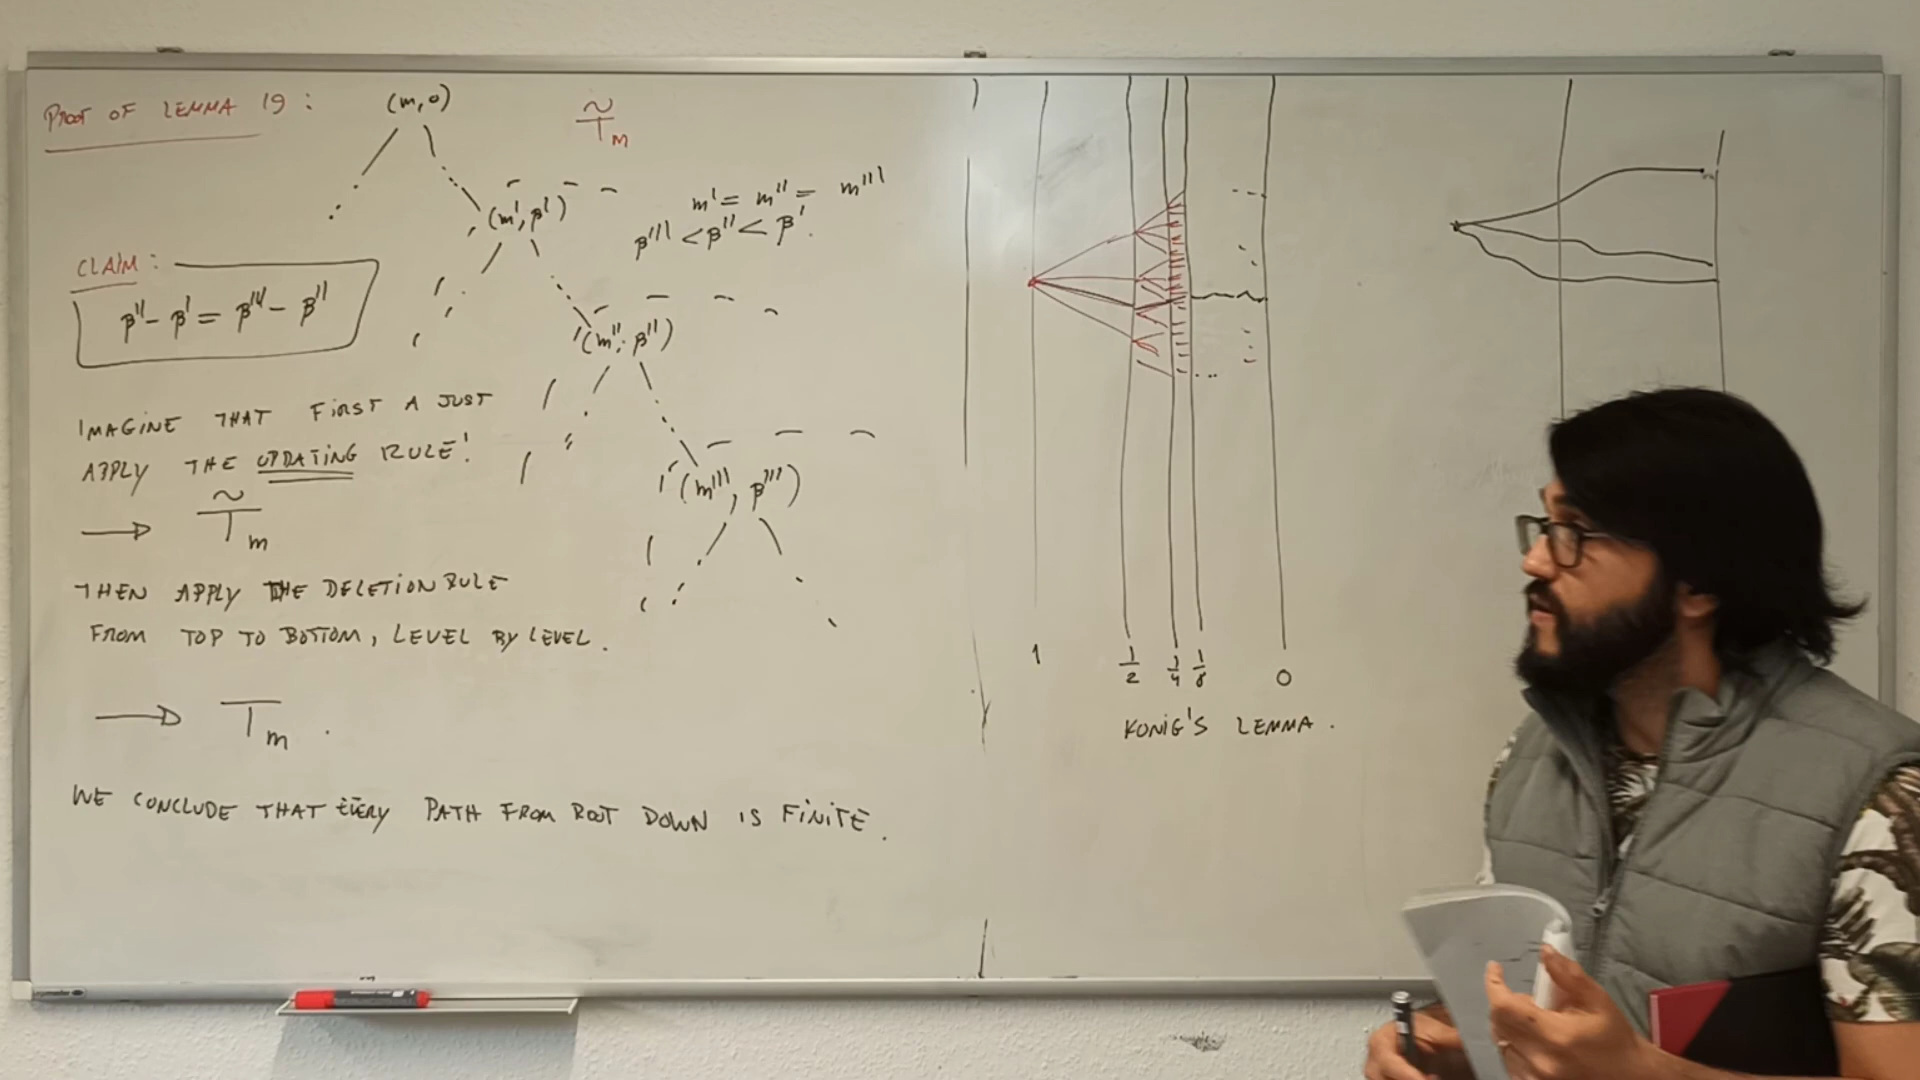 PROOF OF LEMMA 19 :
(m,0)
T̃m
(m', β')
m' = m'' = m'''
β''' < β'' < β'.
CLAIM :
β'' - β' = β''' - β''
(m'', β'')
IMAGINE THAT FIRST A JUST
APPLY THE UPDATING RULE!
T̃m
(m''', β''')
THEN APPLY THE DELETION RULE
FROM TOP TO BOTTOM, LEVEL BY LEVEL.
Tm.
WE CONCLUDE THAT EVERY PATH FROM ROOT DOWN IS FINITE.
1 1/2 1/4 1/8 0
KONIG'S LEMMA.